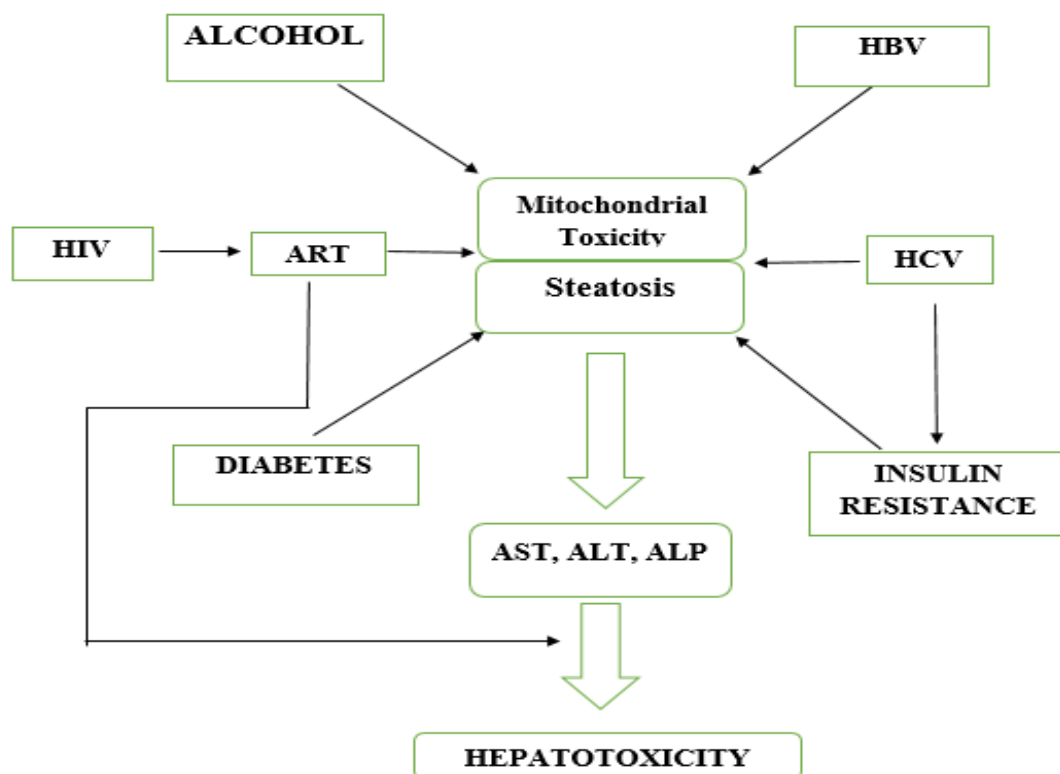 ALCOHOL
HBV
Mitochondrial
Toxicity
HIV
ART
HCV
Steatosis
DIABETES
INSULIN
RESISTANCE
AST, ALT, ALP
HEPATOTOXICITY